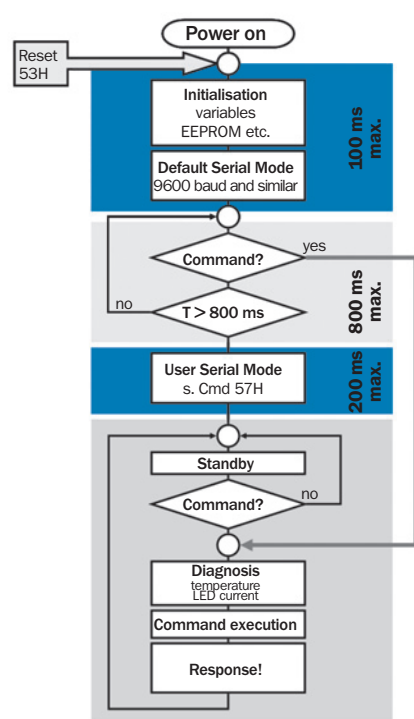 Power on
Reset
53H
Initialisation
variables
EEPROM etc.
Default Serial Mode
9600 baud and similar
100 ms
max.
Command?
yes
no
T > 800 ms
800 ms
max.
User Serial Mode
s. Cmd 57H
200 ms
max.
Standby
Command?
no
Diagnosis
temperature
LED current
Command execution
Response!